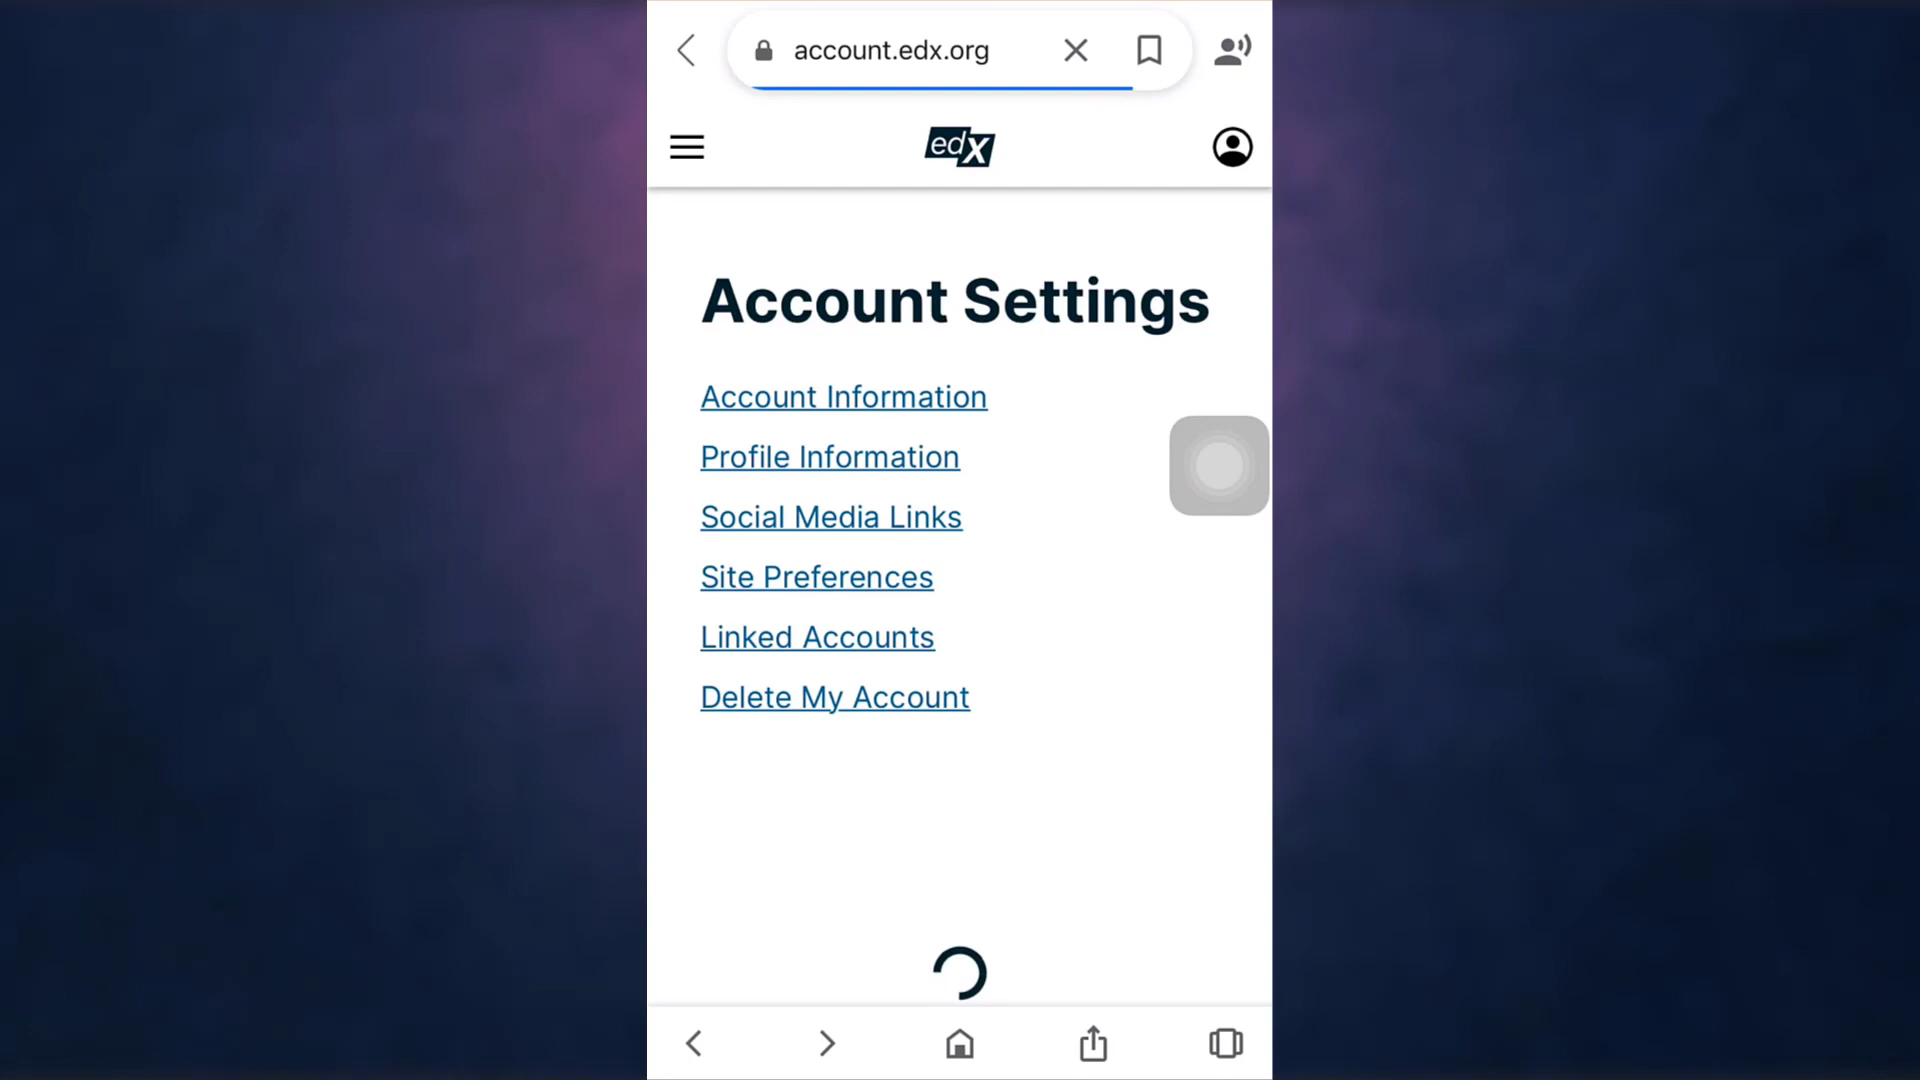 account.edx.org
edX
Account Settings
Account Information
Profile Information
Social Media Links
Site Preferences
Linked Accounts
Delete My Account